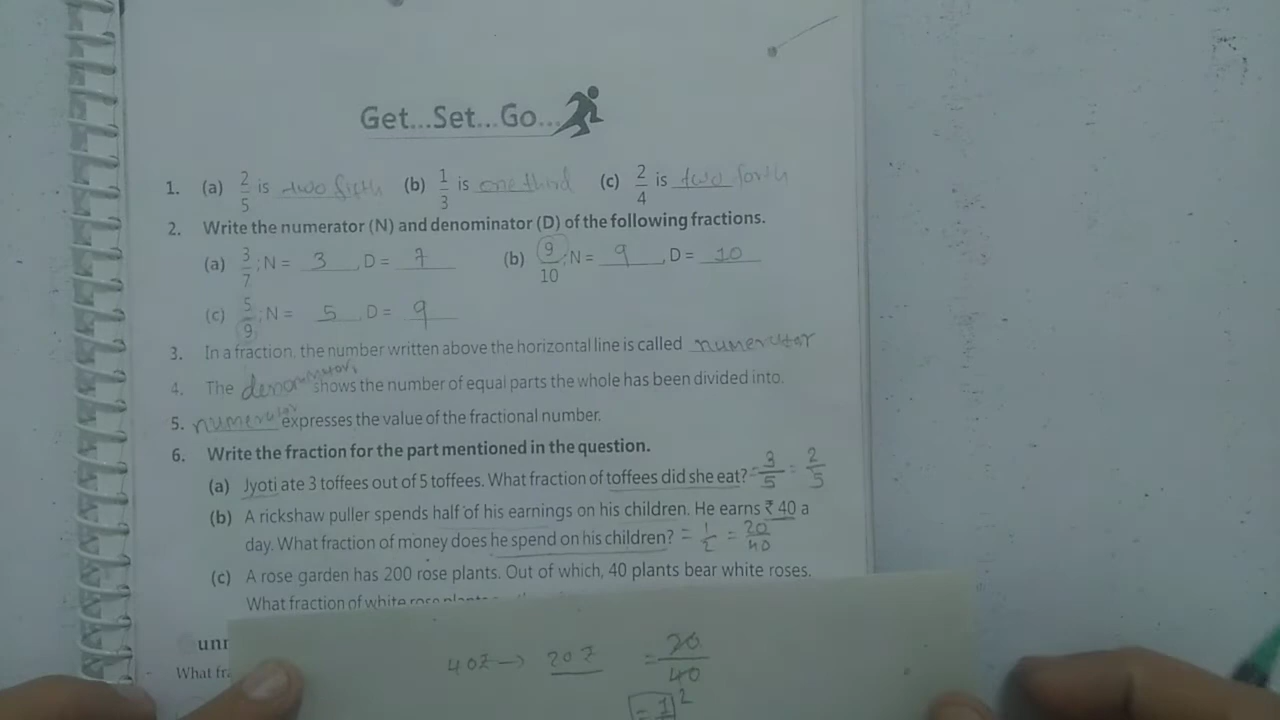 Get...Set...Go...
1. (a) 2/5 is two fifth (b) 1/3 is one third (c) 2/4 is two forth
2. Write the numerator (N) and denominator (D) of the following fractions.
(a) 3/7 ; N = 3 , D = 7 (b) 9/10 ; N = 9 , D = 10
(c) 5/9 ; N = 5 D = 9
3. In a fraction, the number written above the horizontal line is called numerator
4. The denominator shows the number of equal parts the whole has been divided into.
5. numerator expresses the value of the fractional number.
6. Write the fraction for the part mentioned in the question.
(a) Jyoti ate 3 toffees out of 5 toffees. What fraction of toffees did she eat? = 3/5 = 2/5
(b) A rickshaw puller spends half of his earnings on his children. He earns ₹ 40 a
day. What fraction of money does he spend on his children? = 1/2 = 20/40
(c) A rose garden has 200 rose plants. Out of which, 40 plants bear white roses.
What fraction of white rose plants
What
40₹ → 20₹ = 20/40
= 1 2